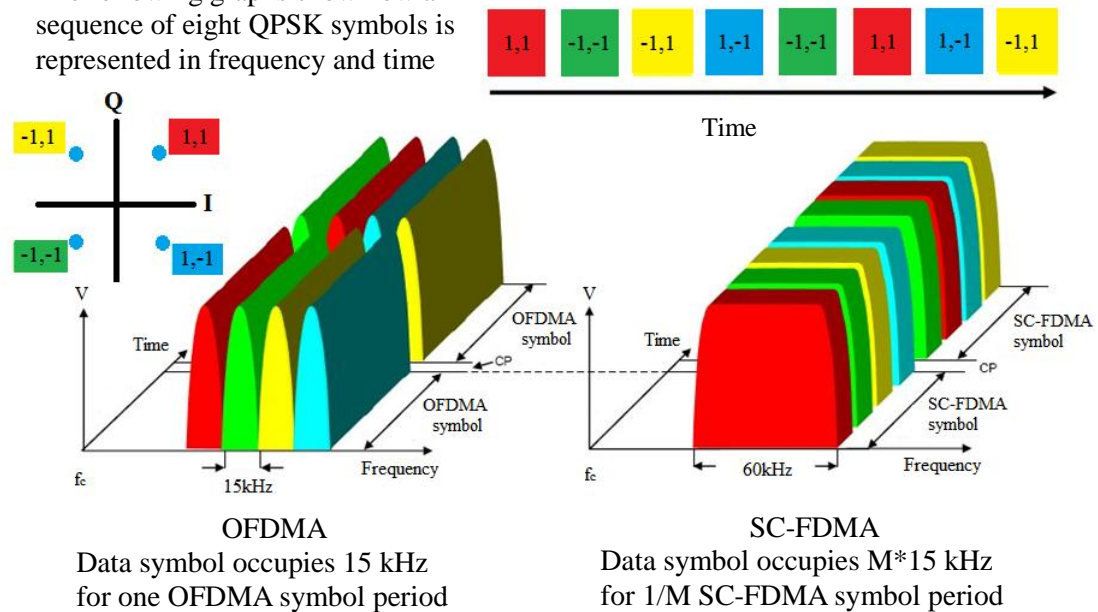 sequence of eight QPSK symbols is
represented in frequency and time
1,1 -1,-1 -1,1 1,-1 -1,-1 1,1 1,-1 -1,1
Time
Q
-1,1 1,1
I
-1,-1 1,-1
V
Time
OFDMA
symbol
CP
OFDMA
symbol
Frequency
fc
15kHz
V
Time
SC-FDMA
symbol
CP
SC-FDMA
symbol
Frequency
fc
60kHz
OFDMA
Data symbol occupies 15 kHz
for one OFDMA symbol period
SC-FDMA
Data symbol occupies M*15 kHz
for 1/M SC-FDMA symbol period